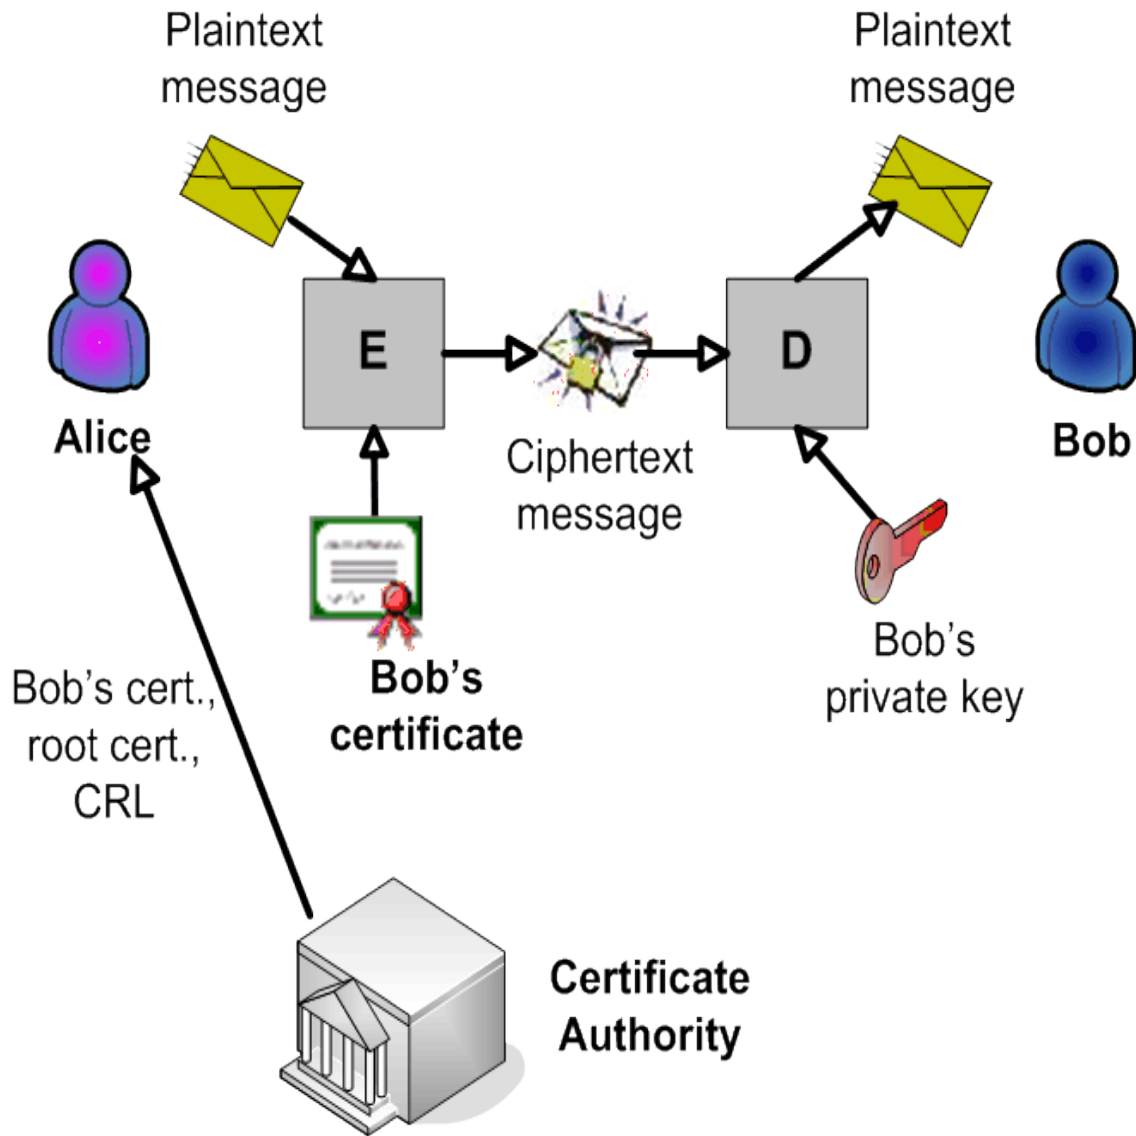 Plaintext
message
Plaintext
message
E
D
Alice
Ciphertext
message
Bob
Bob's
certificate
Bob's
private key
Bob's cert.,
root cert.,
CRL
Certificate
Authority